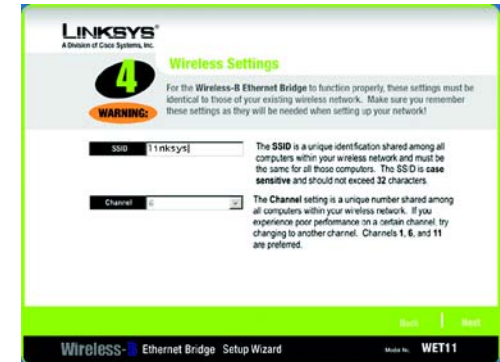 LINKSYS®
A Division of Cisco Systems, Inc.
4
WARNING:
Wireless Settings
For the Wireless-B Ethernet Bridge to function properly, these settings must be
identical to those of your existing wireless network. Make sure you remember
these settings as they will be needed when setting up your network!
SSID linksys
The SSID is a unique identification shared among all
computers within your wireless network and must be
the same for all those computers. The SSID is case
sensitive and should not exceed 32 characters.
Channel 6
The Channel setting is a unique number shared among
all computers within your wireless network. If you
experience poor performance on a certain channel, try
changing to another channel. Channels 1, 6, and 11
are preferred.
Back Next
Wireless-B Ethernet Bridge Setup Wizard Model No. WET11